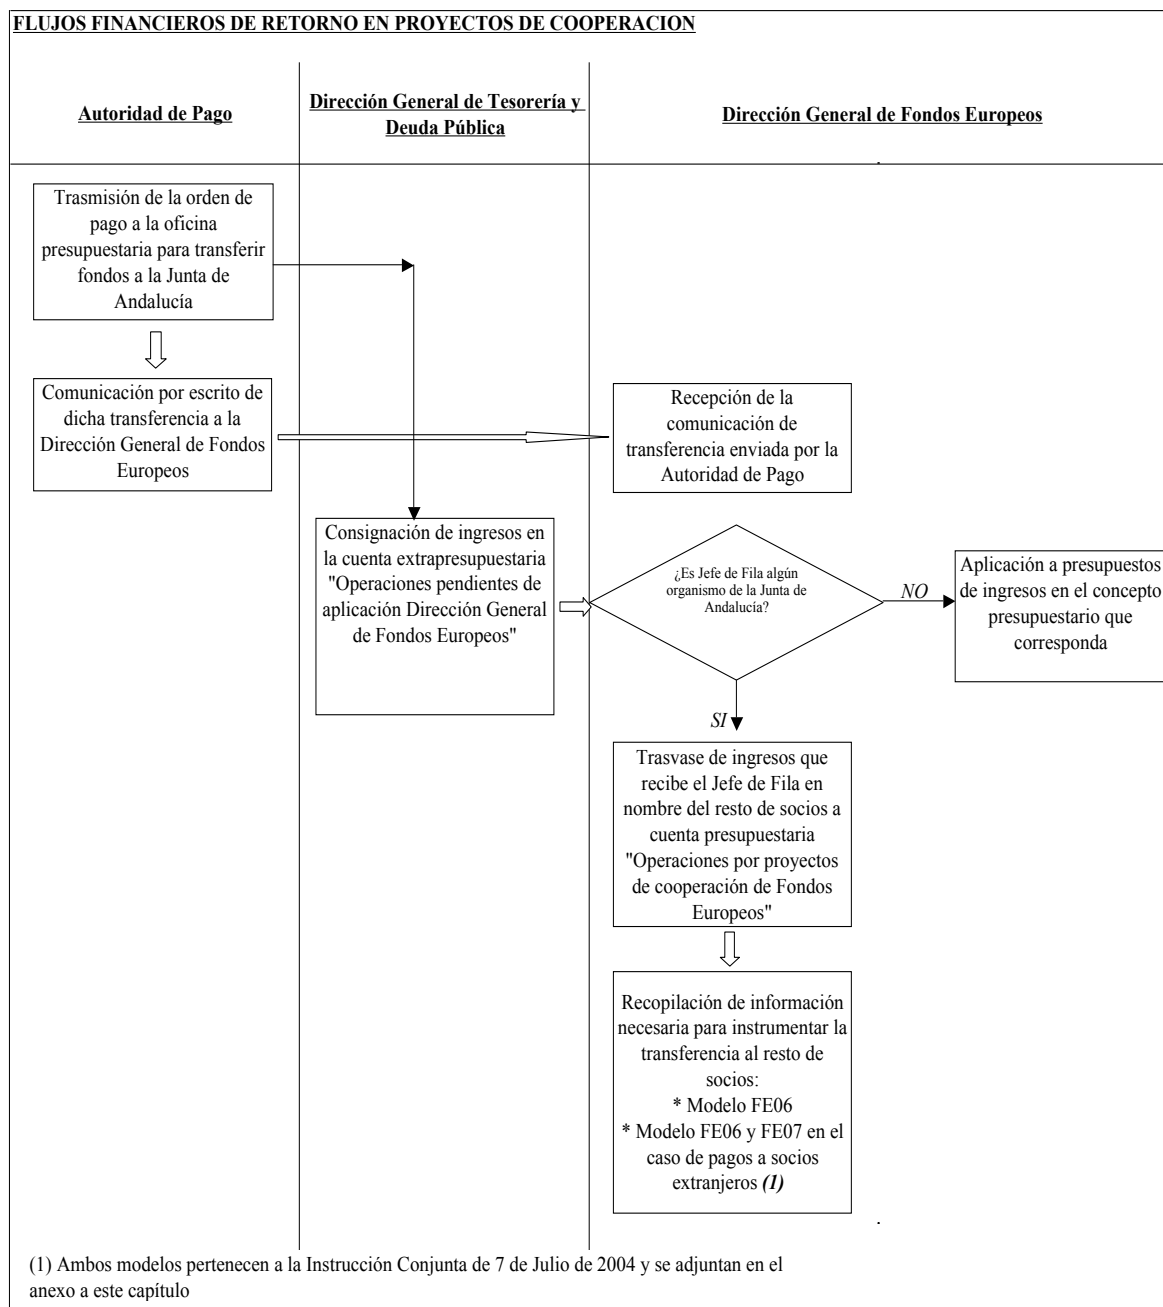 FLUJOS FINANCIEROS DE RETORNO EN PROYECTOS DE COOPERACION
Autoridad de Pago
Dirección General de Tesorería y
Deuda Pública
Dirección General de Fondos Europeos
Trasmisión de la orden de
pago a la oficina
presupuestaria para transferir
fondos a la Junta de
Andalucía
Comunicación por escrito de
dicha transferencia a la
Dirección General de Fondos
Europeos
Recepción de la
comunicación de
transferencia enviada por la
Autoridad de Pago
Consignación de ingresos en
la cuenta extrapresupuestaria
"Operaciones pendientes de
aplicación Dirección General
de Fondos Europeos"
¿Es Jefe de Fila algún
organismo de la Junta de
Andalucía?
NO
Aplicación a presupuestos
de ingresos en el concepto
presupuestario que
corresponda
SI
Trasvase de ingresos que
recibe el Jefe de Fila en
nombre del resto de socios a
cuenta presupuestaria
"Operaciones por proyectos
de cooperación de Fondos
Europeos"
Recopilación de información
necesaria para instrumentar la
transferencia al resto de
socios:
* Modelo FE06
* Modelo FE06 y FE07 en el
caso de pagos a socios
extranjeros (1)
(1) Ambos modelos pertenecen a la Instrucción Conjunta de 7 de Julio de 2004 y se adjuntan en el
anexo a este capítulo